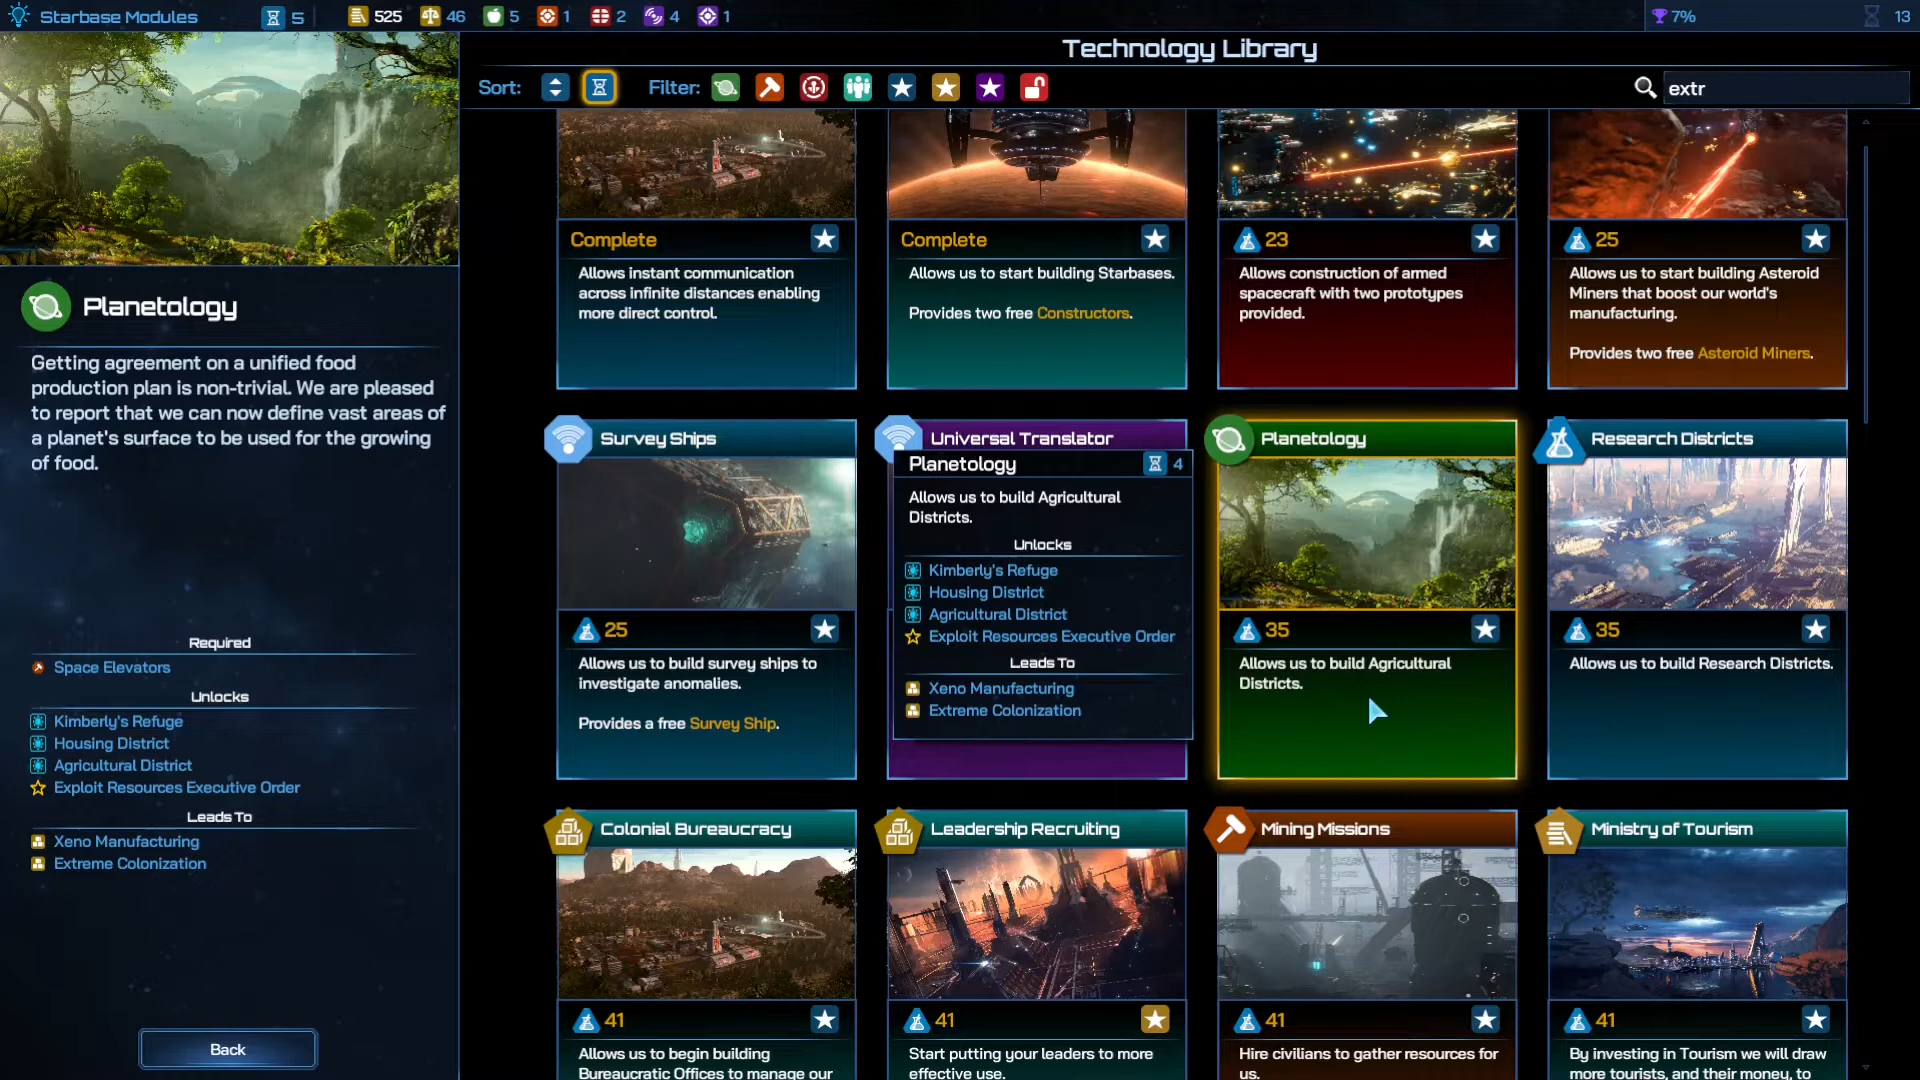 Starbase Modules
5
525
46
5
1
2
4
1
7%
13
Technology Library
Sort:
Filter:
extr
Planetology
Getting agreement on a unified food
production plan is non-trivial. We are pleased
to report that we can now define vast areas of
a planet's surface to be used for the growing
of food.
Required
Space Elevators
Unlocks
Kimberly's Refuge
Housing District
Agricultural District
Exploit Resources Executive Order
Leads To
Xeno Manufacturing
Extreme Colonization
Back
Complete
Allows instant communication
across infinite distances enabling
more direct control.
Complete
Allows us to start building Starbases.
Provides two free Constructors.
23
Allows construction of armed
spacecraft with two prototypes
provided.
25
Allows us to start building Asteroid
Miners that boost our world's
manufacturing.
Provides two free Asteroid Miners.
Survey Ships
25
Allows us to build survey ships to
investigate anomalies.
Provides a free Survey Ship.
Universal Translator
Planetology
4
Allows us to build Agricultural
Districts.
Unlocks
Kimberly's Refuge
Housing District
Agricultural District
Exploit Resources Executive Order
Leads To
Xeno Manufacturing
Extreme Colonization
Planetology
35
Allows us to build Agricultural
Districts.
Research Districts
35
Allows us to build Research Districts.
Colonial Bureaucracy
41
Allows us to begin building
Bureaucratic Offices to manage our
Leadership Recruiting
41
Start putting your leaders to more
effective use.
Mining Missions
41
Hire civilians to gather resources for
us.
Ministry of Tourism
41
By investing in Tourism we will draw
more tourists, and their money, to